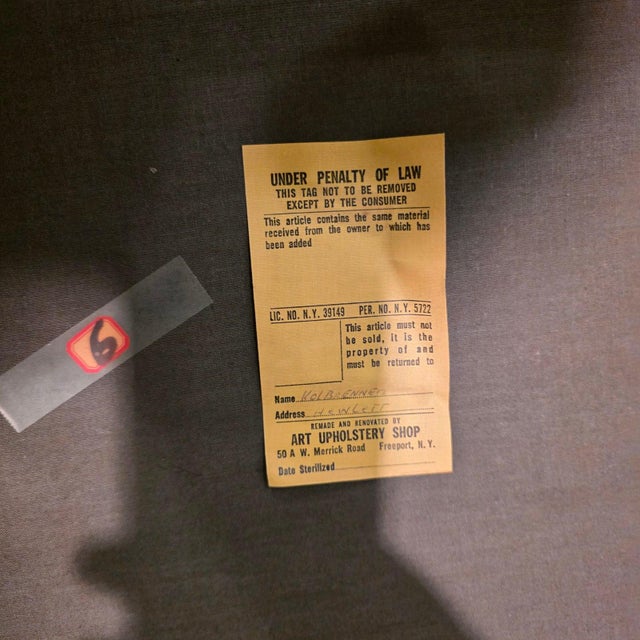 UNDER PENALTY OF LAW
THIS TAG NOT TO BE REMOVED
EXCEPT BY THE CONSUMER
This article contains the same material
received from the owner to which has
been added
LIC. NO. N.Y. 39149 PER. NO. N.Y. 5722
This article must not
be sold, it is the
property of and
must be returned to
Name KOLBRENNER
Address HEWLETT
REMADE AND RENOVATED BY
ART UPHOLSTERY SHOP
50 A W. Merrick Road Freeport, N.Y.
Date Sterilized
6